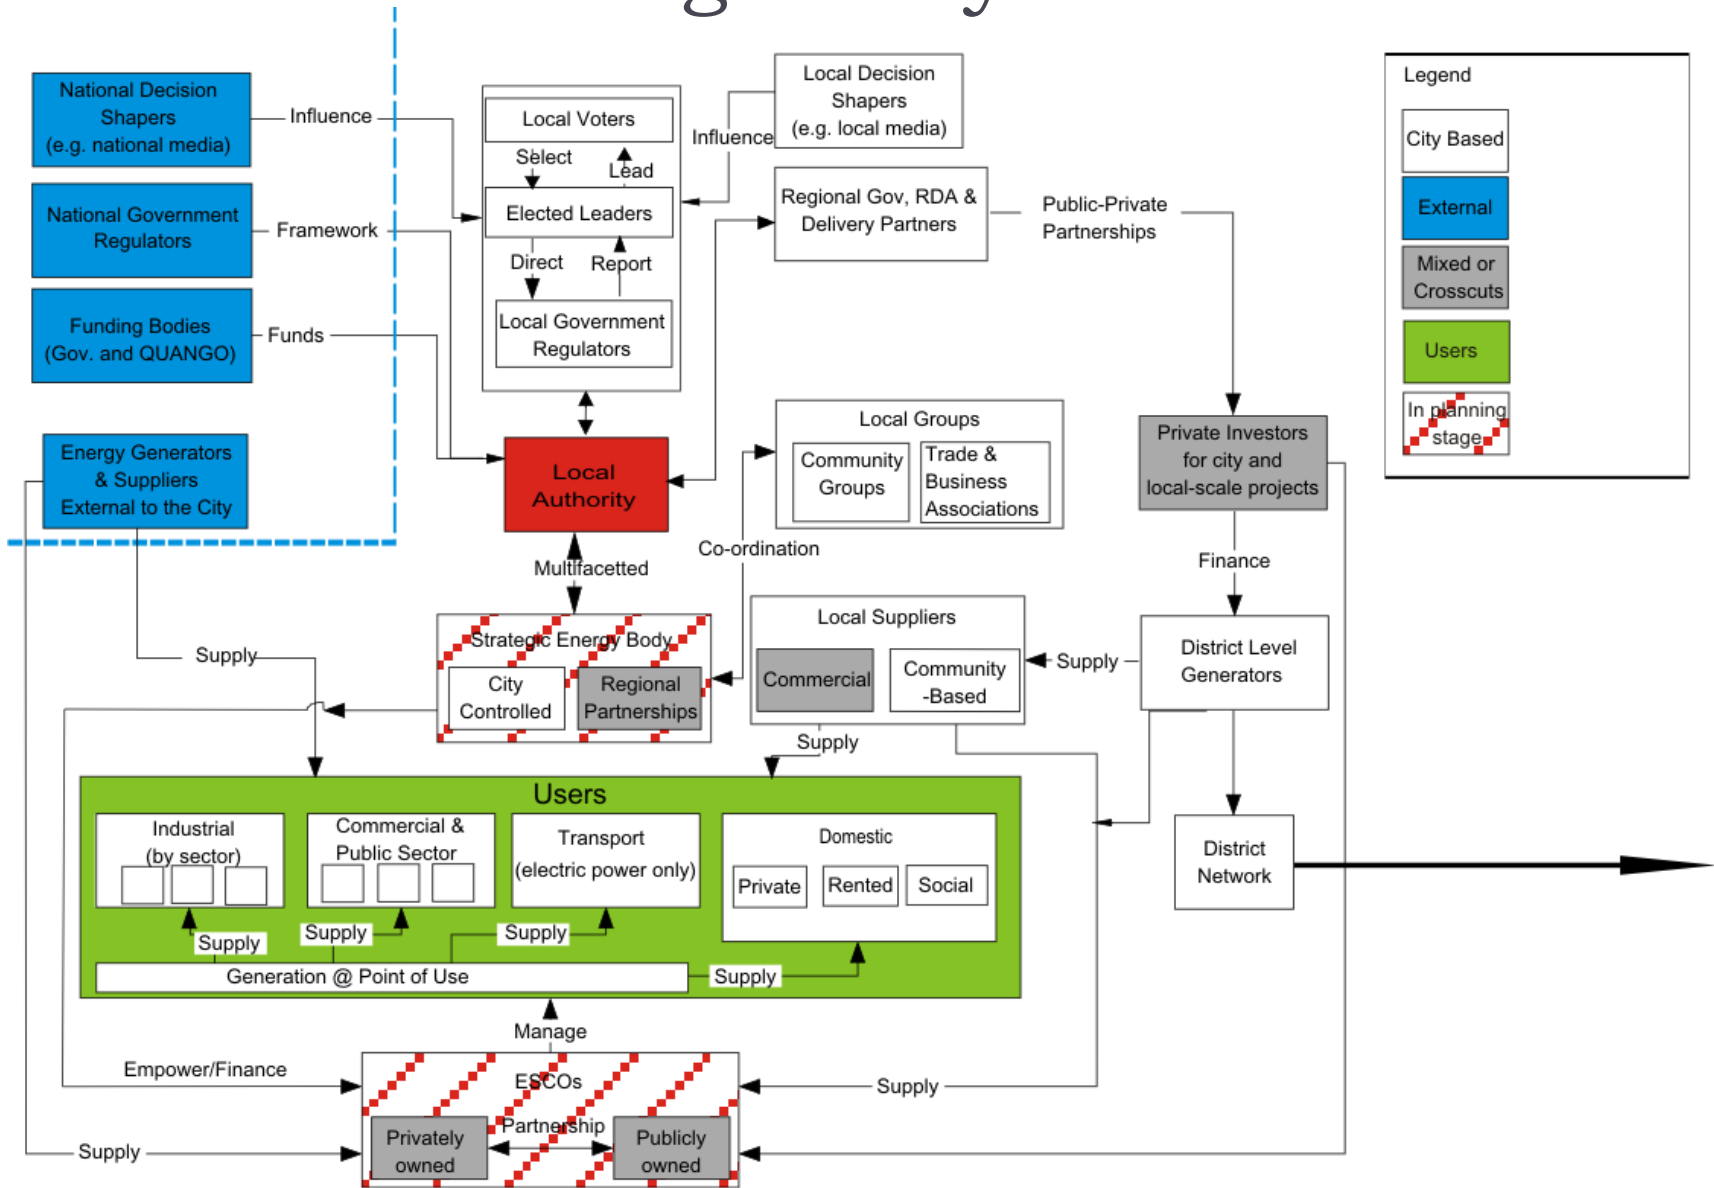 National Decision
Shapers
(e.g. national media)
Influence
National Government
Regulators
Framework
Funding Bodies
(Gov. and QUANGO)
Funds
Energy Generators
& Suppliers
External to the City
Supply
Local Voters
Select
Lead
Elected Leaders
Direct
Report
Local Government
Regulators
Local Decision
Shapers
(e.g. local media)
Influence
Regional Gov, RDA &
Delivery Partners
Public-Private
Partnerships
Legend
City Based
External
Mixed or
Crosscuts
Users
In planning
stage
Local
Authority
Multifacetted
Local Groups
Community
Groups
Trade &
Business
Associations
Co-ordination
Private Investors
for city and
local-scale projects
Finance
Strategic Energy Body
City
Controlled
Regional
Partnerships
Local Suppliers
Commercial
Community
-Based
Supply
District Level
Generators
Supply
District
Network
Users
Industrial
(by sector)
Commercial &
Public Sector
Transport
(electric power only)
Domestic
Private
Rented
Social
Supply
Supply
Supply
Generation @ Point of Use
Supply
Manage
Empower/Finance
ESCOs
Partnership
Privately
owned
Publicly
owned
Supply
Supply